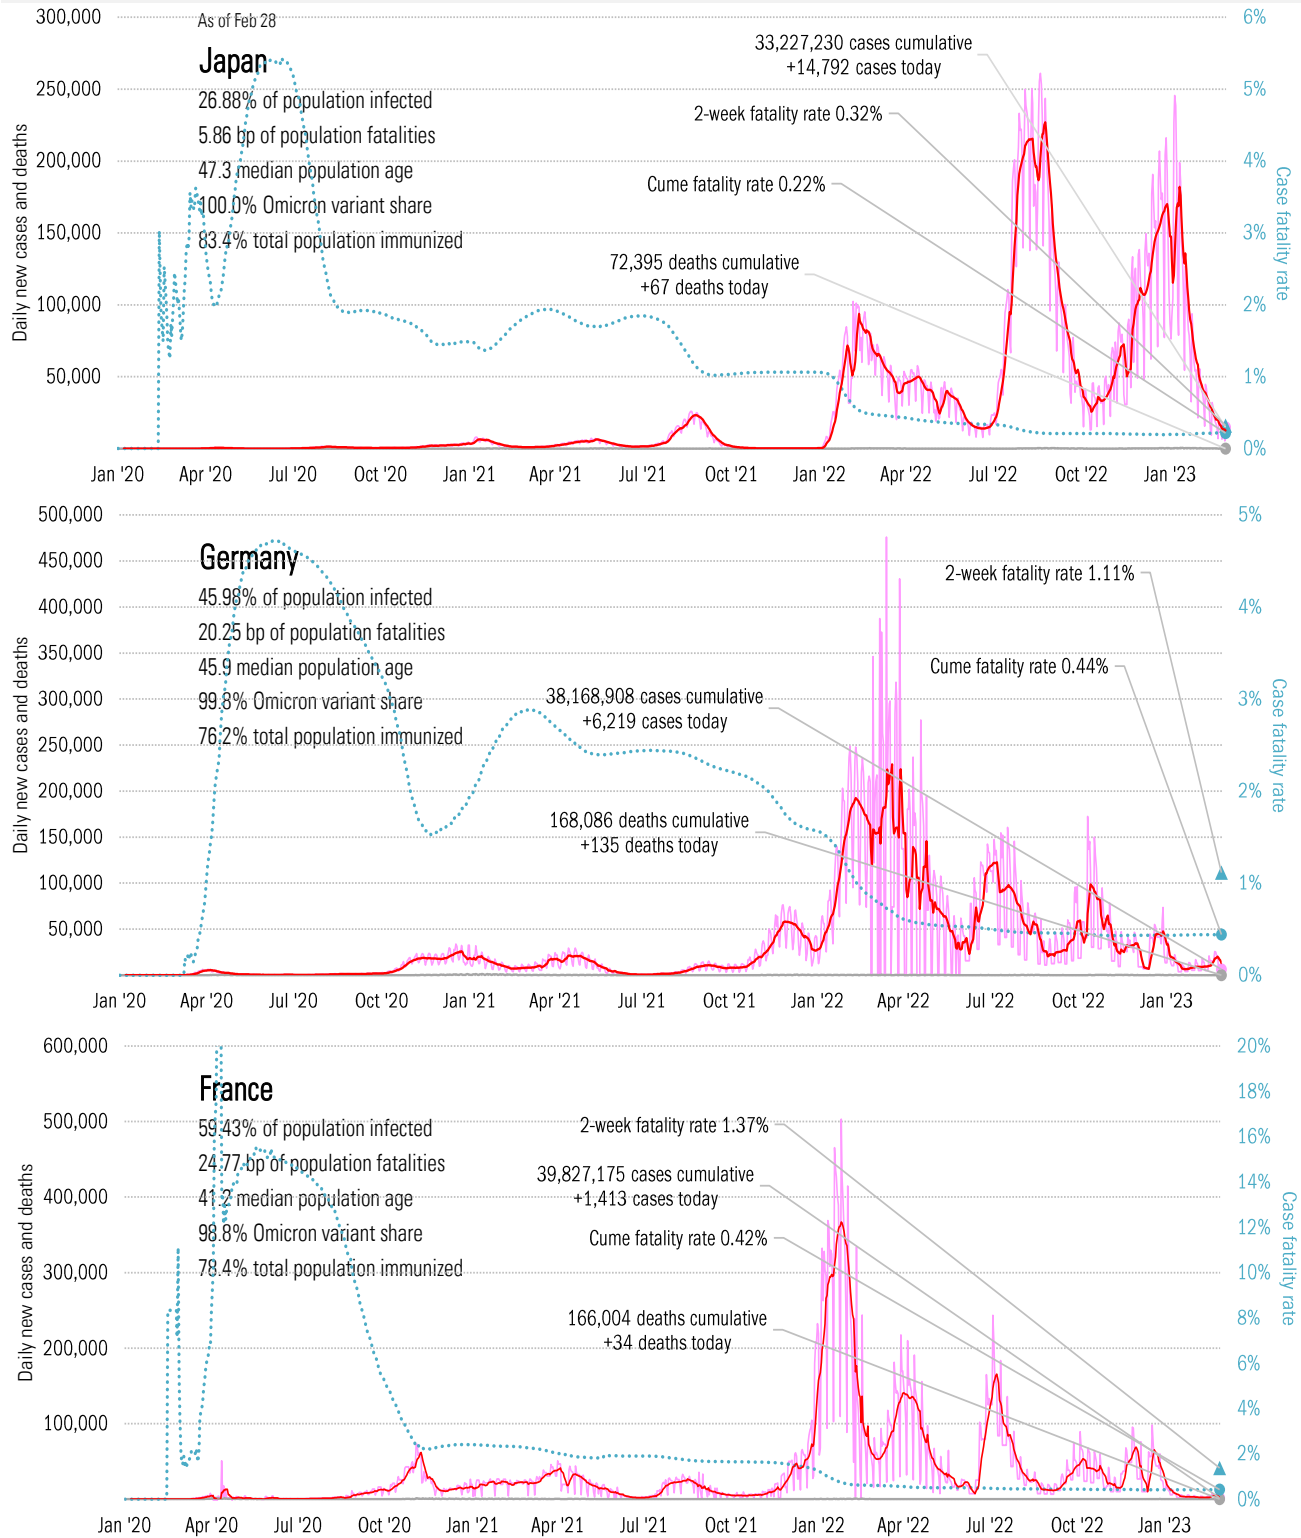 As of Feb 28
Japan
26.88% of population infected
5.86 bp of population fatalities
47.3 median population age
100.0% Omicron variant share
83.4% total population immunized
33,227,230 cases cumulative
+14,792 cases today
2-week fatality rate 0.32%
Cume fatality rate 0.22%
72,395 deaths cumulative
+67 deaths today
Daily new cases and deaths
300,000
250,000
200,000
150,000
100,000
50,000
6%
5%
4%
3%
2%
1%
0%
Case fatality rate
Jan '20 Apr '20 Jul '20 Oct '20 Jan '21 Apr '21 Jul '21 Oct '21 Jan '22 Apr '22 Jul '22 Oct '22 Jan '23
Germany
45.98% of population infected
20.25 bp of population fatalities
45.9 median population age
99.8% Omicron variant share
76.2% total population immunized
2-week fatality rate 1.11%
Cume fatality rate 0.44%
38,168,908 cases cumulative
+6,219 cases today
168,086 deaths cumulative
+135 deaths today
Daily new cases and deaths
500,000
450,000
400,000
350,000
300,000
250,000
200,000
150,000
100,000
50,000
5%
4%
3%
2%
1%
0%
Case fatality rate
Jan '20 Apr '20 Jul '20 Oct '20 Jan '21 Apr '21 Jul '21 Oct '21 Jan '22 Apr '22 Jul '22 Oct '22 Jan '23
France
59.43% of population infected
24.77 bp of population fatalities
41.2 median population age
98.8% Omicron variant share
78.4% total population immunized
2-week fatality rate 1.37%
39,827,175 cases cumulative
+1,413 cases today
Cume fatality rate 0.42%
166,004 deaths cumulative
+34 deaths today
Daily new cases and deaths
600,000
500,000
400,000
300,000
200,000
100,000
20%
18%
16%
14%
12%
10%
8%
6%
4%
2%
0%
Case fatality rate
Jan '20 Apr '20 Jul '20 Oct '20 Jan '21 Apr '21 Jul '21 Oct '21 Jan '22 Apr '22 Jul '22 Oct '22 Jan '23